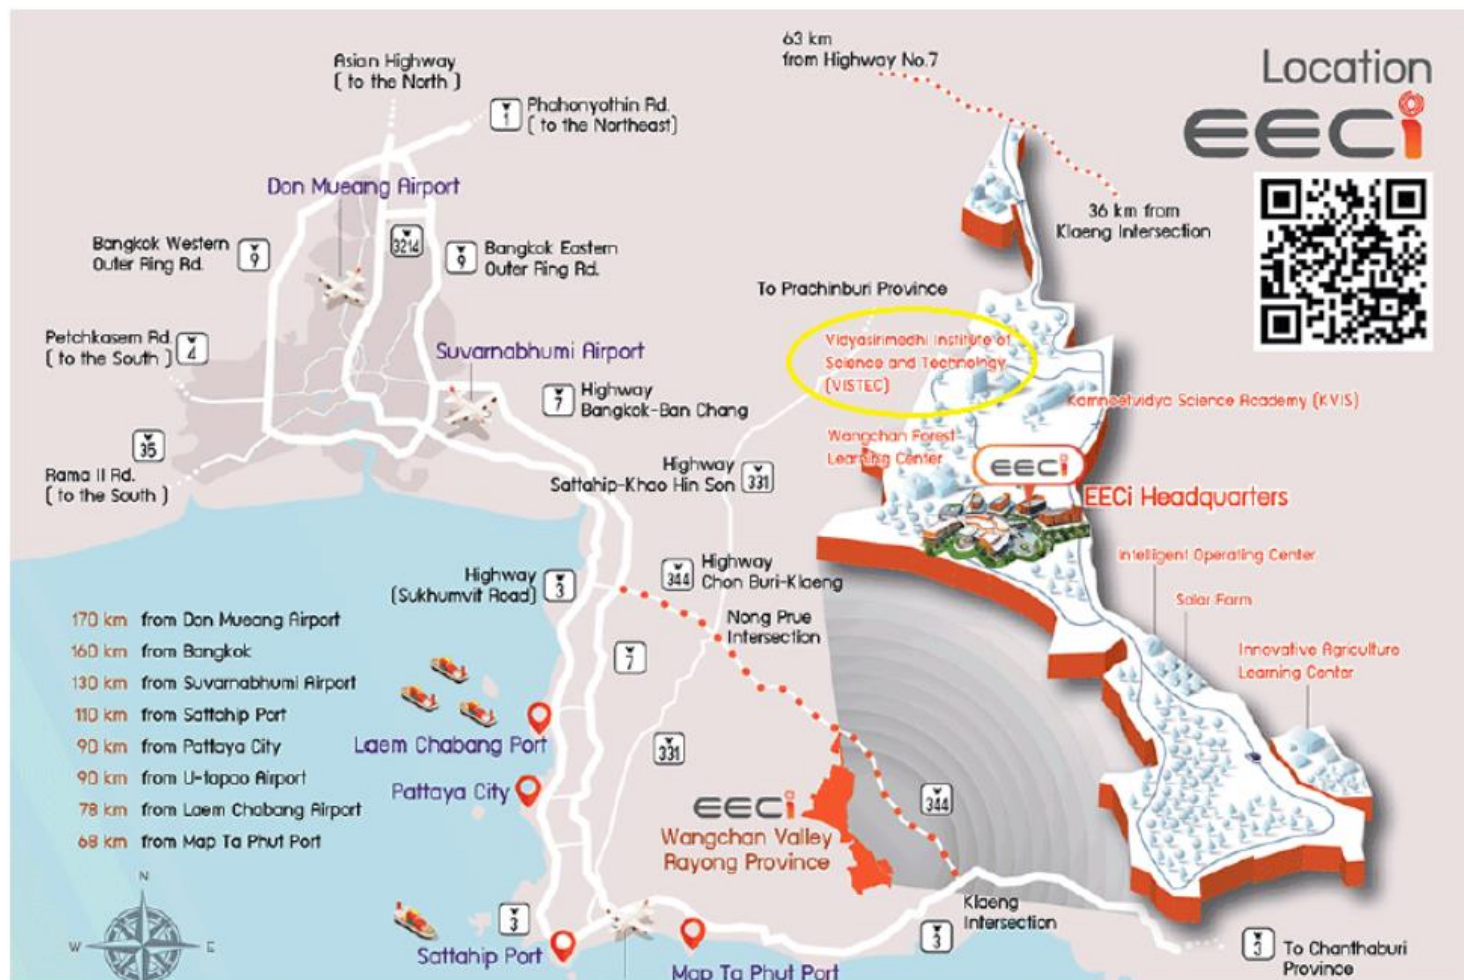 Location
EECi
63 km
from Highway No.7
36 km from
Klaeng Intersection
Asian Highway
( to the North )
1
Phahonyothin Rd.
( to the Northeast)
Don Mueang Airport
Bangkok Western
Outer Ring Rd.
9
3214
9
Bangkok Eastern
Outer Ring Rd.
To Prachinburi Province
Petchkasem Rd.
( to the South )
4
Suvarnabhumi Airport
Vidyasirimedhi Institute of
Science and Technology
(VISTEC)
7
Highway
Bangkok-Ban Chang
Kamnoetvidya Science Academy (KVIS)
35
Rama II Rd.
( to the South )
Wangchan Forest
Learning Center
EECi
Highway
Sattahip-Khao Hin Son
331
EECi Headquarters
Intelligent Operating Center
Highway
(Sukhumvit Road)
3
344
Highway
Chon Buri-Klaeng
Solar Farm
Nong Prue
Intersection
Innovative Agriculture
Learning Center
7
170 km from Don Mueang Airport
160 km from Bangkok
130 km from Suvarnabhumi Airport
110 km from Sattahip Port
90 km from Pattaya City
90 km from U-tapao Airport
78 km from Laem Chabang Airport
68 km from Map Ta Phut Port
Laem Chabang Port
331
Pattaya City
EECi
Wangchan Valley
Rayong Province
344
N
W
E
3
Sattahip Port
Map Ta Phut Port
Klaeng
Intersection
3
3
To Chanthaburi
Province